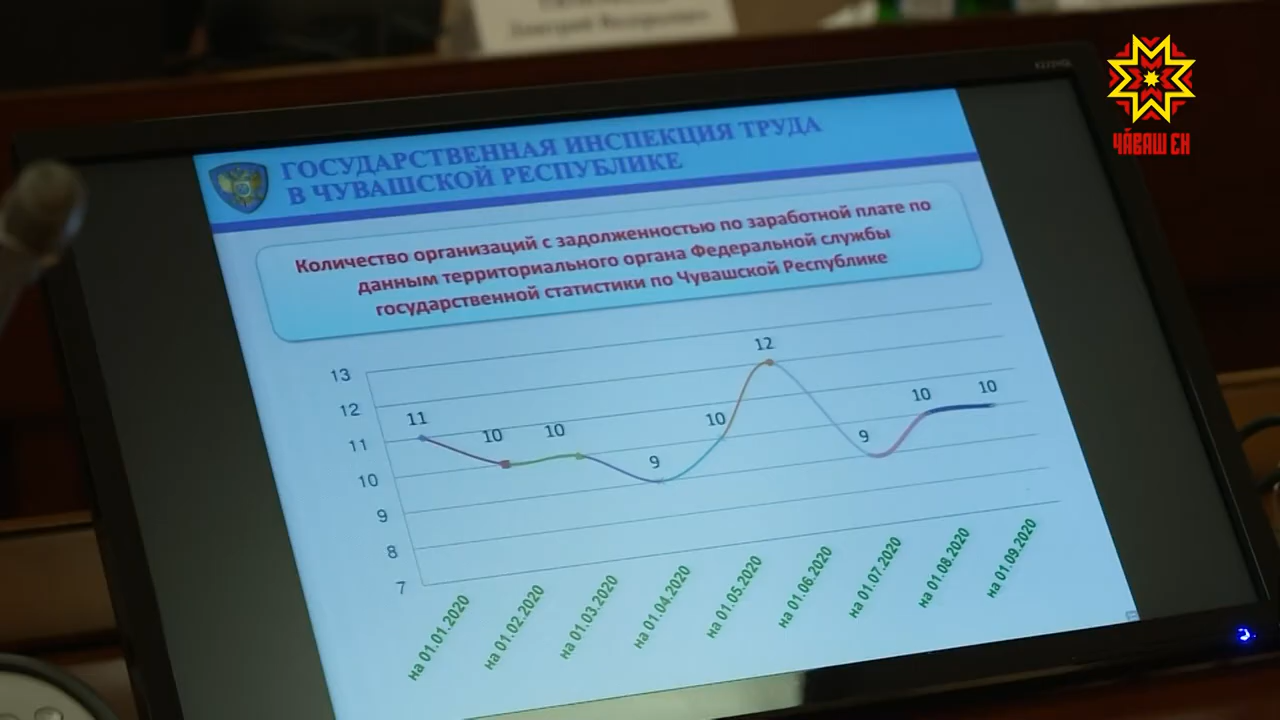 ЧӐВАШ ЕН
ГОСУДАРСТВЕННАЯ ИНСПЕКЦИЯ ТРУДА
В ЧУВАШСКОЙ РЕСПУБЛИКЕ
Количество организаций с задолженностью по заработной плате по
данным территориального органа Федеральной службы
государственной статистики по Чувашской Республике
13
12
11
10
9
8
7
11
10
10
9
10
12
9
10
10
на 01.01.2020
на 01.02.2020
на 01.03.2020
на 01.04.2020
на 01.05.2020
на 01.06.2020
на 01.07.2020
на 01.08.2020
на 01.09.2020